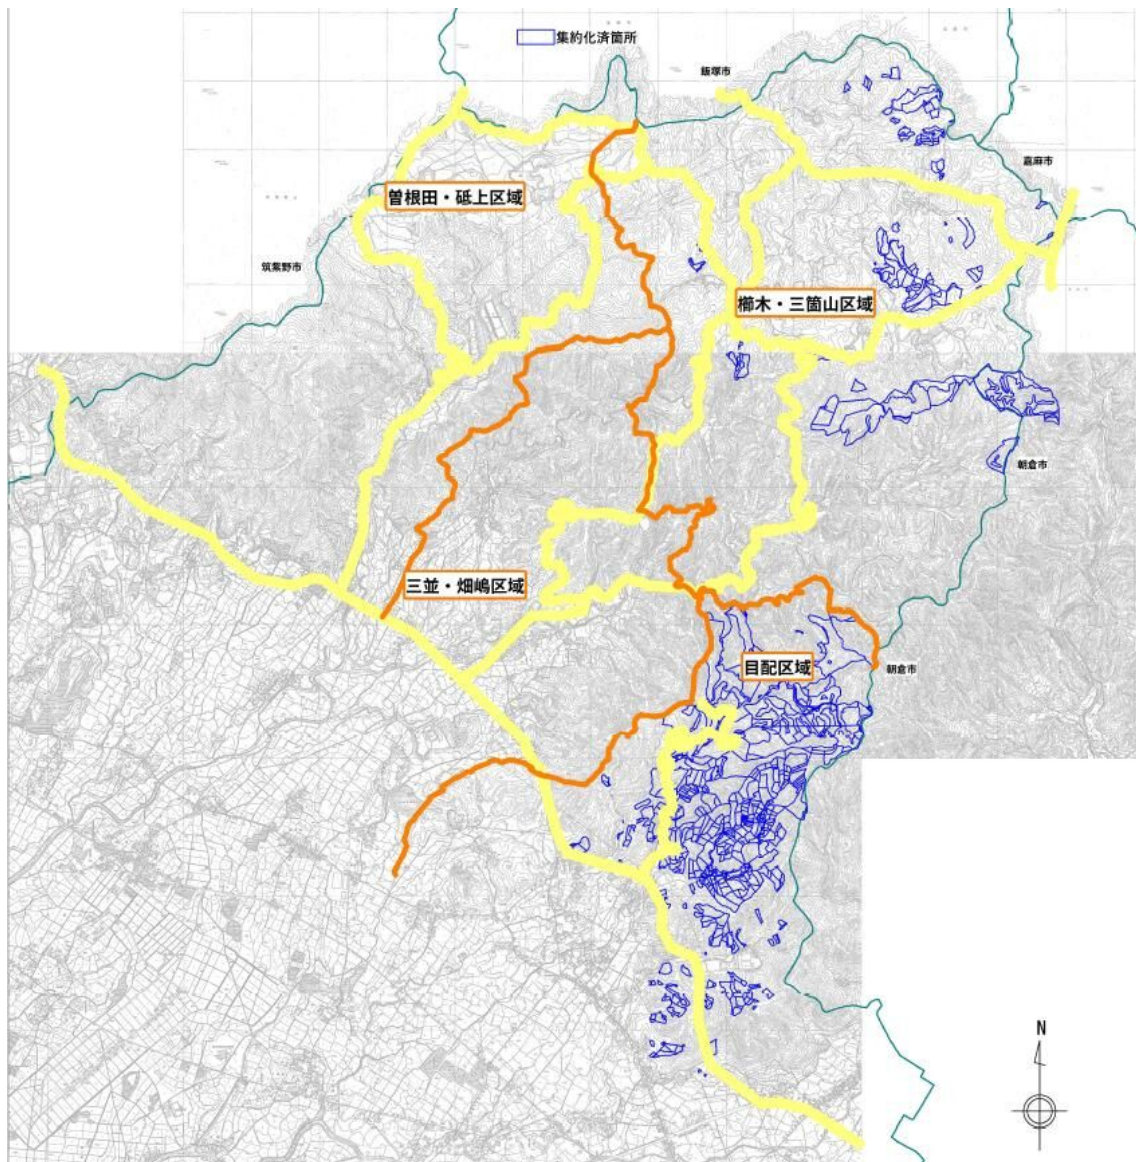 集約化済箇所
飯塚市
嘉麻市
曽根田・砥上区域
筑紫野市
櫛木・三箇山区域
朝倉市
三並・畑嶋区域
目配区域
朝倉市
N